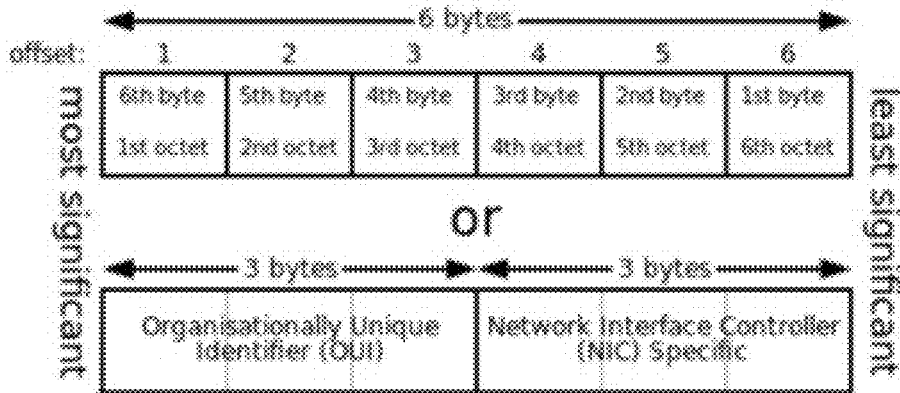 6 bytes
offset: 1 2 3 4 5 6
6th byte 5th byte 4th byte 3rd byte 2nd byte 1st byte
1st octet 2nd octet 3rd octet 4th octet 5th octet 6th octet
most significant
least significant
or
3 bytes 3 bytes
Organisationally Unique Network Interface Controller
Identifier (OUI) (NIC) Specific